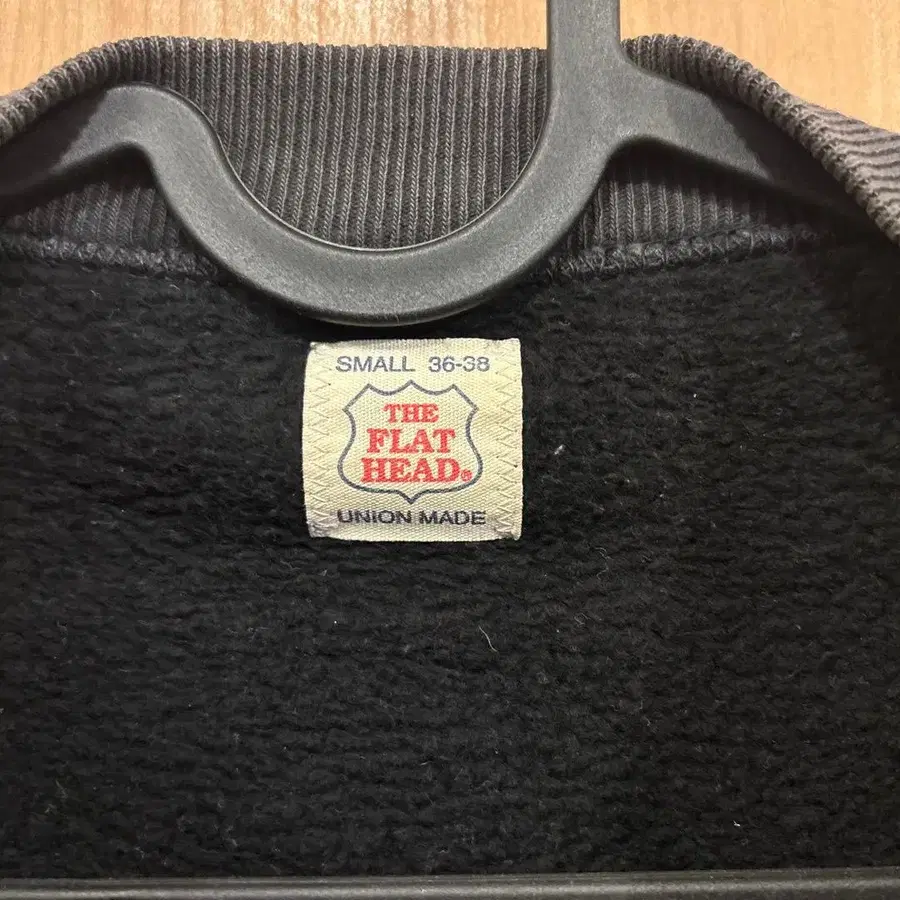 SMALL 36-38
THE
FLAT
HEAD®
UNION MADE